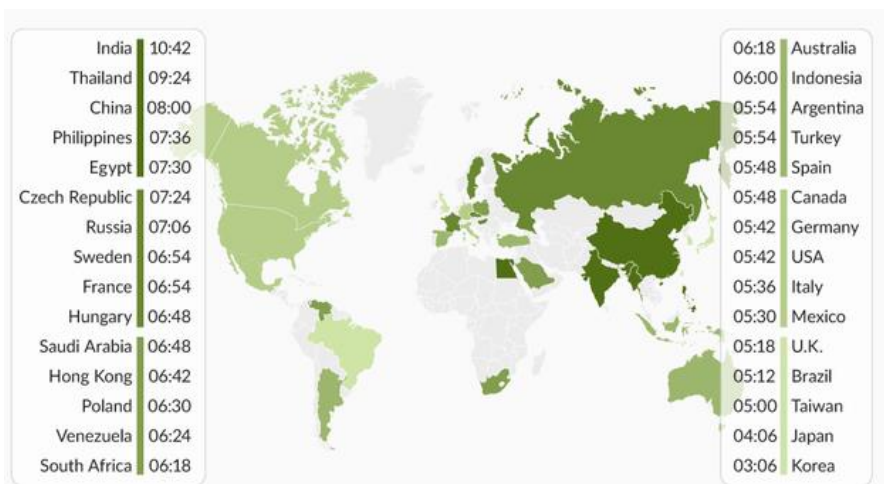 India 10:42
Thailand 09:24
China 08:00
Philippines 07:36
Egypt 07:30
Czech Republic 07:24
Russia 07:06
Sweden 06:54
France 06:54
Hungary 06:48
Saudi Arabia 06:48
Hong Kong 06:42
Poland 06:30
Venezuela 06:24
South Africa 06:18
06:18 Australia
06:00 Indonesia
05:54 Argentina
05:54 Turkey
05:48 Spain
05:48 Canada
05:42 Germany
05:42 USA
05:36 Italy
05:30 Mexico
05:18 U.K.
05:12 Brazil
05:00 Taiwan
04:06 Japan
03:06 Korea